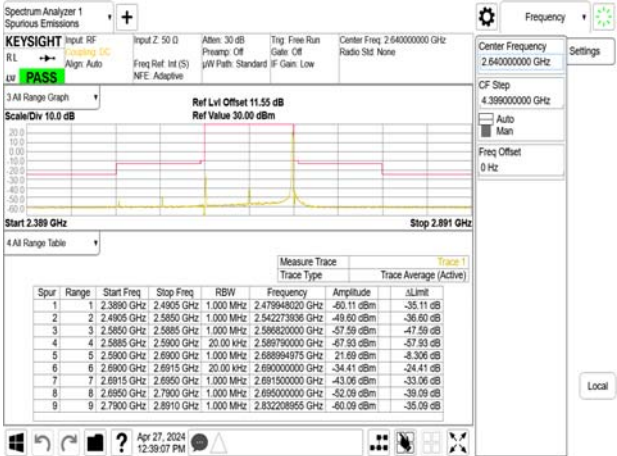 Spectrum Analyzer 1
Spurious Emissions
Frequency
KEYSIGHT Input: RF Input Z: 50 Ω Atten: 30 dB Trig: Free Run Center Freq: 2.640000000 GHz
RL Coupling: DC Preamp: Off Gate: Off Radio Std: None
Align: Auto Freq Ref: Int (S) µW Path: Standard IF Gain: Low
PASS NFE: Adaptive
3 All Range Graph
Ref Lvl Offset 11.55 dB
Scale/Div 10.0 dB Ref Value 30.00 dBm
20.0
10.0
0.00
-10.0
-20.0
-30.0
-40.0
-50.0
-60.0
Start 2.389 GHz Stop 2.891 GHz
4 All Range Table
Measure Trace Trace 1
Trace Type Trace Average (Active)
Spur Range Start Freq Stop Freq RBW Frequency Amplitude ΔLimit
1 1 2.3890 GHz 2.4905 GHz 1.000 MHz 2.479948020 GHz -60.11 dBm -35.11 dB
2 2 2.4905 GHz 2.5850 GHz 1.000 MHz 2.542273936 GHz -49.60 dBm -36.60 dB
3 3 2.5850 GHz 2.5885 GHz 1.000 MHz 2.586820000 GHz -57.59 dBm -47.59 dB
4 4 2.5885 GHz 2.5900 GHz 20.00 kHz 2.589790000 GHz -67.93 dBm -57.93 dB
5 5 2.5900 GHz 2.6900 GHz 1.000 MHz 2.688994975 GHz 21.69 dBm -8.306 dB
6 6 2.6900 GHz 2.6915 GHz 20.00 kHz 2.690000000 GHz -34.41 dBm -24.41 dB
7 7 2.6915 GHz 2.6950 GHz 1.000 MHz 2.691500000 GHz -43.06 dBm -33.06 dB
8 8 2.6950 GHz 2.7900 GHz 1.000 MHz 2.695000000 GHz -52.09 dBm -39.09 dB
9 9 2.7900 GHz 2.8910 GHz 1.000 MHz 2.832208955 GHz -60.09 dBm -35.09 dB
Center Frequency
2.640000000 GHz
Settings
CF Step
4.399000000 GHz
Auto
Man
Freq Offset
0 Hz
Local
Apr 27, 2024
12:39:07 PM